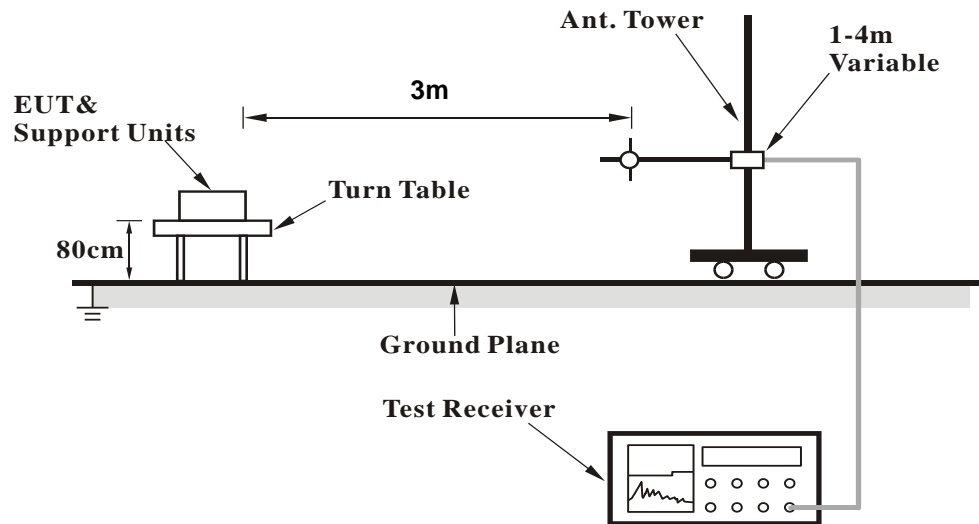 Ant. Tower
1-4m
Variable
3m
EUT&
Support Units
Turn Table
80cm
Ground Plane
Test Receiver